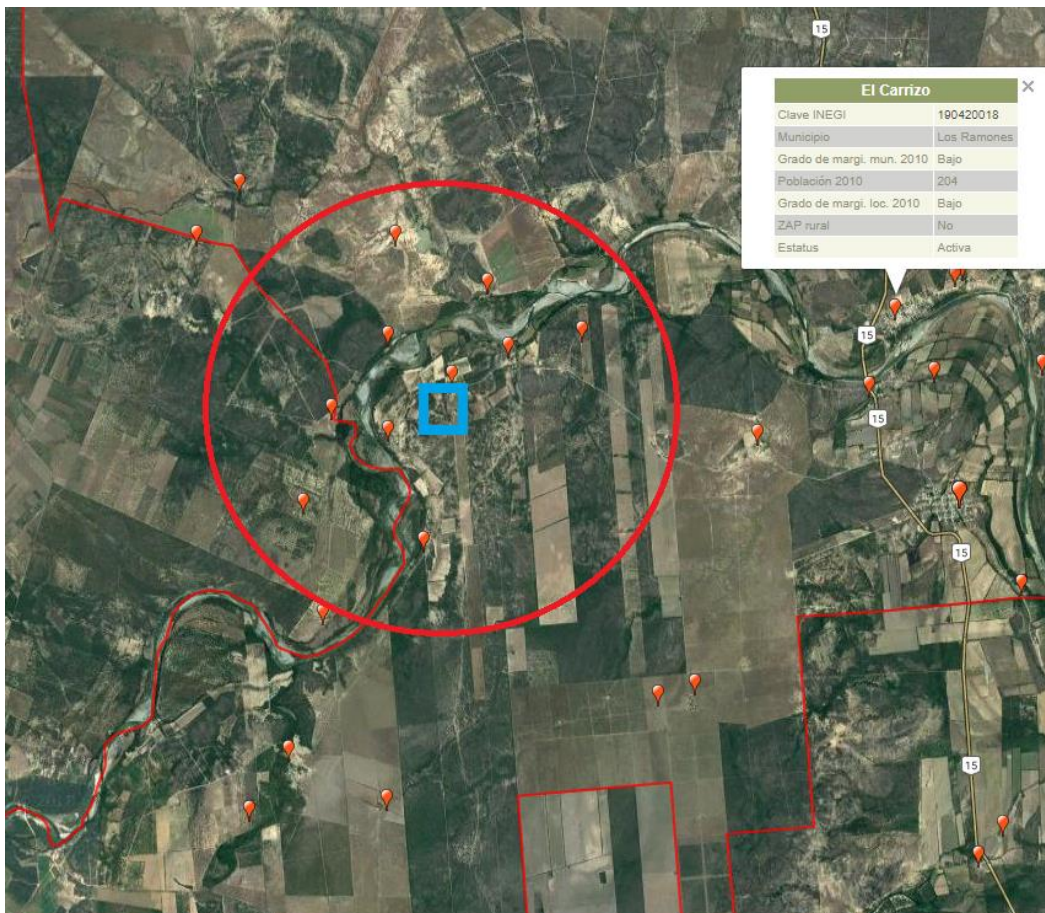 15
El Carrizo
Clave INEGI 190420018
Municipio Los Ramones
Grado de margi. mun. 2010 Bajo
Población 2010 204
Grado de margi. loc. 2010 Bajo
ZAP rural No
Estatus Activa
15
15
15
15